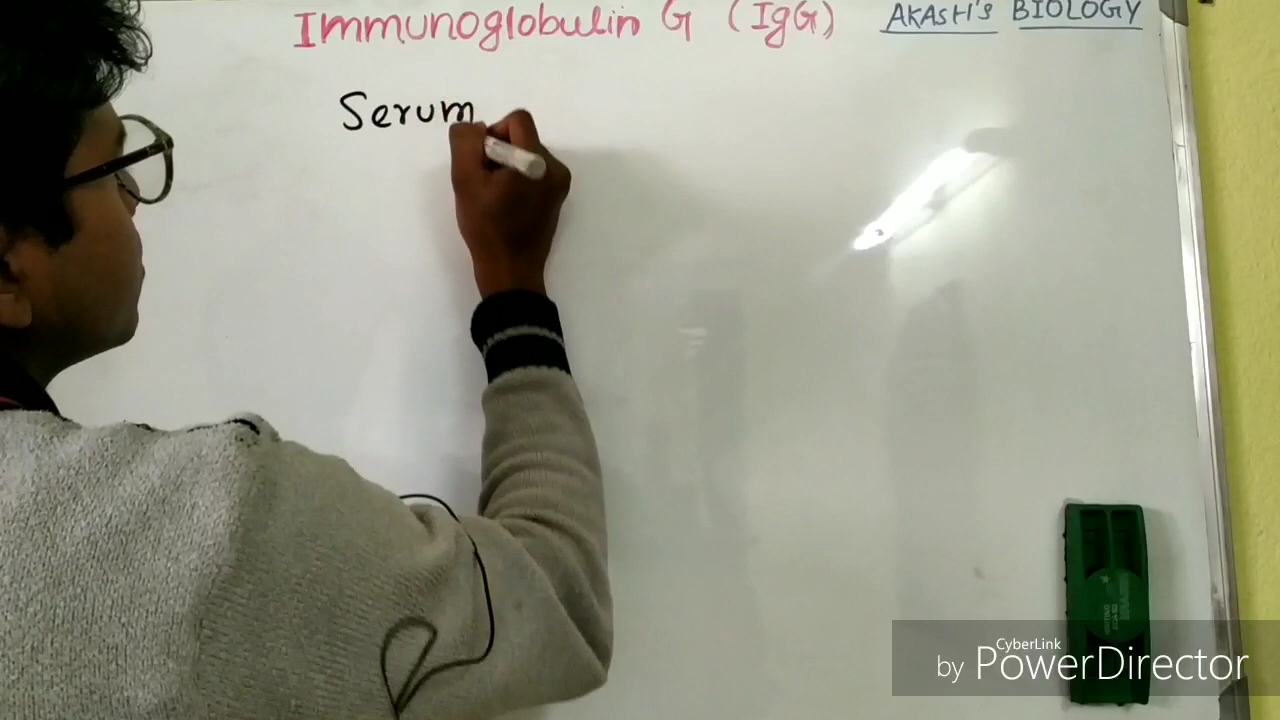 Immunoglobulin G (IgG)
AKASH's BIOLOGY
Serum
CyberLink
by PowerDirector